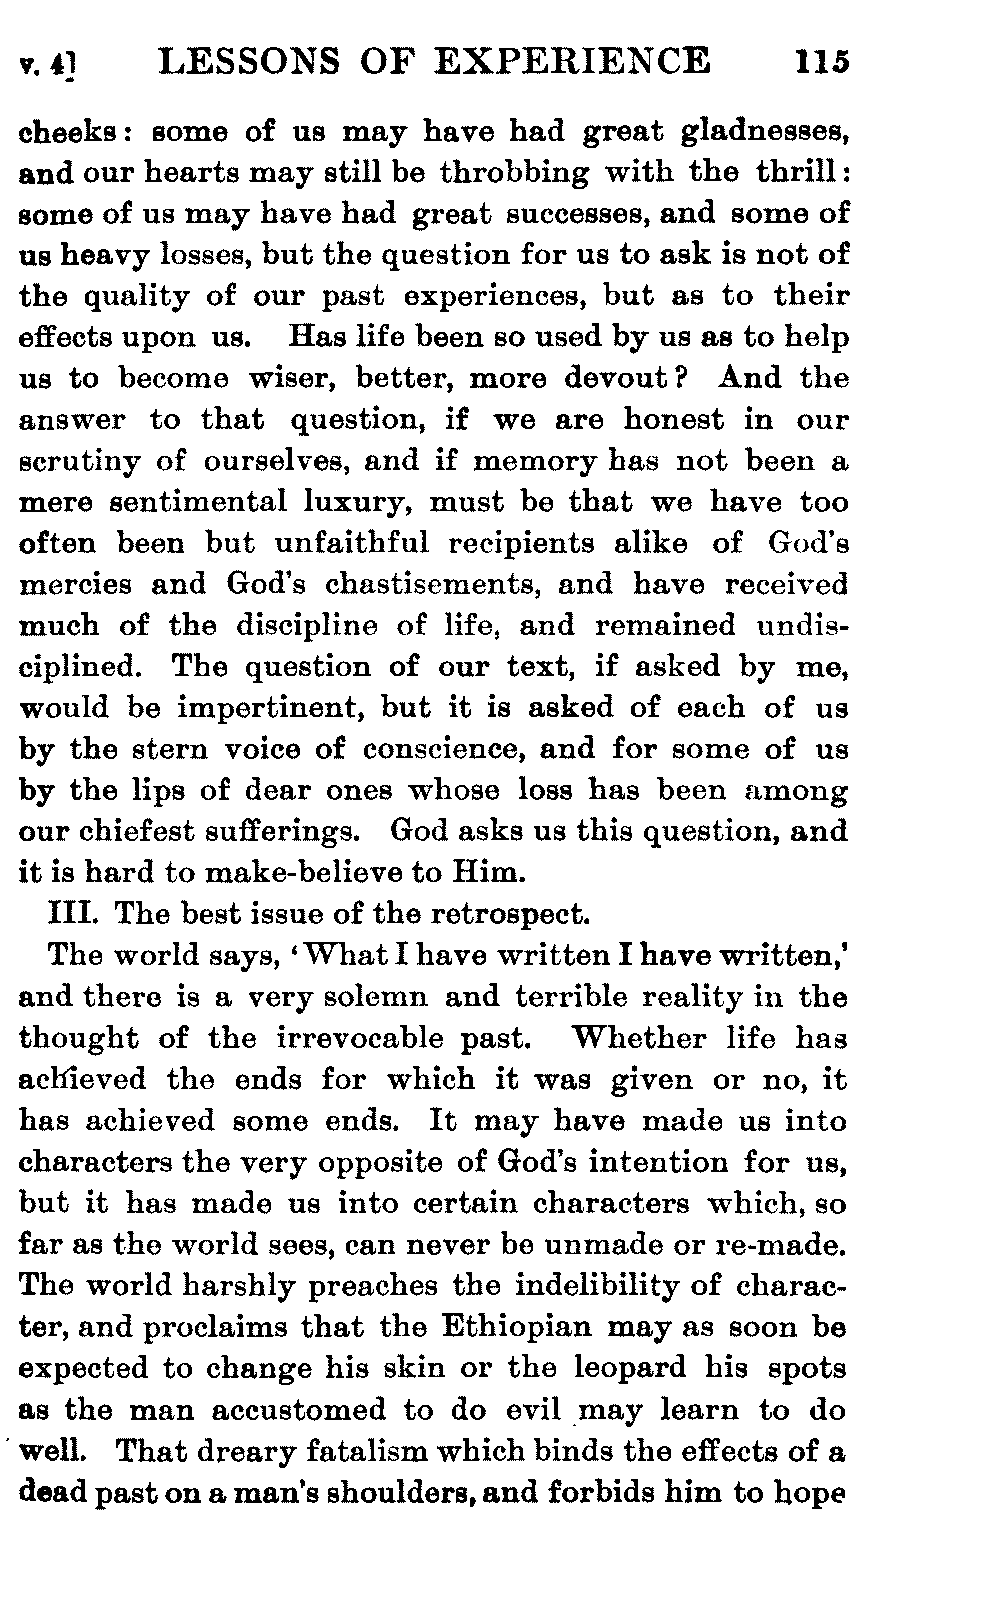 v. 4] LESSONS OF EXPERIENCE 115
cheeks: some of us may have had great gladnesses,
and our hearts may still be throbbing with the thrill:
some of us may have had great successes, and some of
us heavy losses, but the question for us to ask is not of
the quality of our past experiences, but as to their
effects upon us. Has life been so used by us as to help
us to become wiser, better, more devout? And the
answer to that question, if we are honest in our
scrutiny of ourselves, and if memory has not been a
mere sentimental luxury, must be that we have too
often been but unfaithful recipients alike of God's
mercies and God's chastisements, and have received
much of the discipline of life, and remained undis-
ciplined. The question of our text, if asked by me,
would be impertinent, but it is asked of each of us
by the stern voice of conscience, and for some of us
by the lips of dear ones whose loss has been among
our chiefest sufferings. God asks us this question, and
it is hard to make-believe to Him.
III. The best issue of the retrospect.
The world says, 'What I have written I have written,'
and there is a very solemn and terrible reality in the
thought of the irrevocable past. Whether life has
achieved the ends for which it was given or no, it
has achieved some ends. It may have made us into
characters the very opposite of God's intention for us,
but it has made us into certain characters which, so
far as the world sees, can never be unmade or re-made.
The world harshly preaches the indelibility of charac-
ter, and proclaims that the Ethiopian may as soon be
expected to change his skin or the leopard his spots
as the man accustomed to do evil may learn to do
well. That dreary fatalism which binds the effects of a
dead past on a man's shoulders, and forbids him to hope